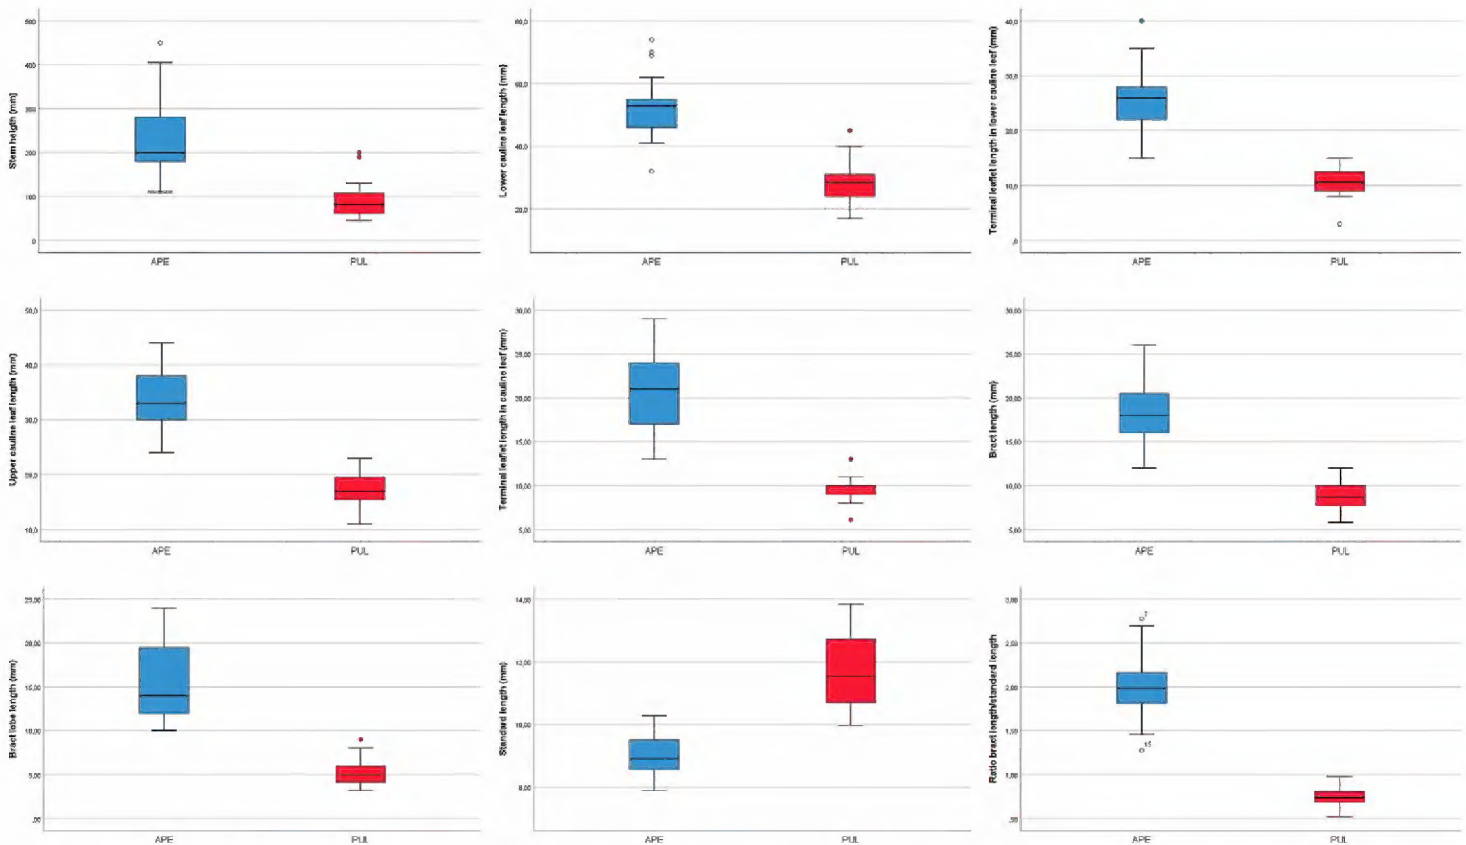 Stem heigth (mm)
500
400
300
200
100
0
APE PUL
Lower cauline leaf length (mm)
80,0
60,0
40,0
20,0
APE PUL
Terminal leaflet length in lower cauline leaf (mm)
40,0
30,0
20,0
10,0
,0
APE PUL
Upper cauline leaf length (mm)
50,0
40,0
30,0
20,0
10,0
APE PUL
Terminal leaflet length in cauline leaf (mm)
30,00
25,00
20,00
15,00
10,00
5,00
APE PUL
Bract length (mm)
30,00
25,00
20,00
15,00
10,00
5,00
APE PUL
Bract lobe length (mm)
25,00
20,00
15,00
10,00
5,00
,00
APE PUL
Standard length (mm)
14,00
12,00
10,00
8,00
APE PUL
Ratio bract length/standard length
3,00
2,50
2,00
1,50
1,00
,50
7
15
APE PUL